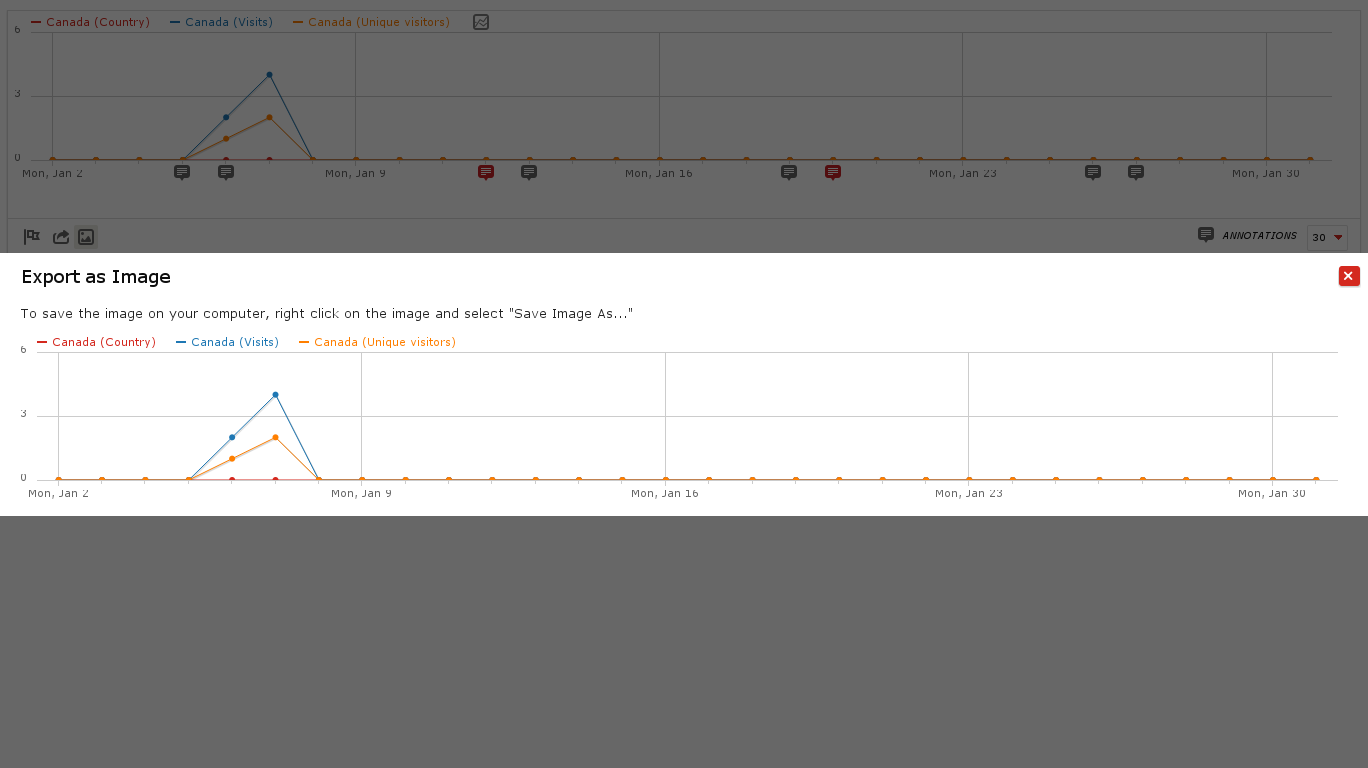 Canada (Country) Canada (Visits) Canada (Unique visitors)
6
3
0
Mon, Jan 2 Mon, Jan 9 Mon, Jan 16 Mon, Jan 23 Mon, Jan 30
ANNOTATIONS 30
Export as Image
To save the image on your computer, right click on the image and select "Save Image As..."
Canada (Country) Canada (Visits) Canada (Unique visitors)
6
3
0
Mon, Jan 2 Mon, Jan 9 Mon, Jan 16 Mon, Jan 23 Mon, Jan 30